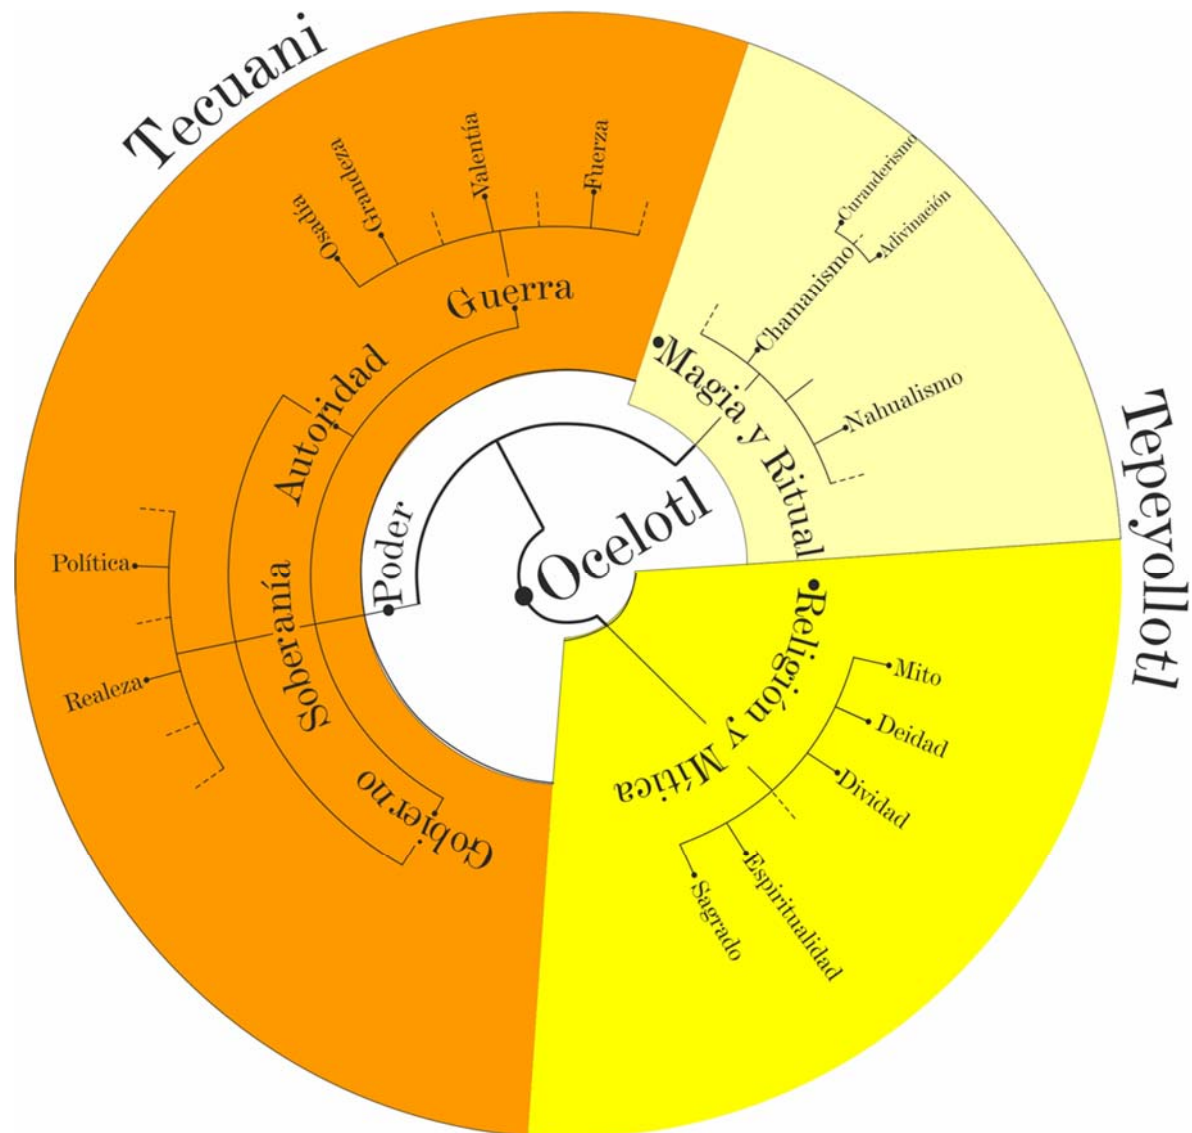 Tecuani
Osadía
Grandeza
Valentía
Fuerza
Guerra
Autoridad
Soberanía
Gobierno
Poder
Política
Realeza
Ocelotl
Magia y Ritual
Chamanismo
Curanderismo
Adivinación
Nahualismo
Tepeyollotl
Religión y Mítica
Mito
Deidad
Dividad
Espiritualidad
Sagrado